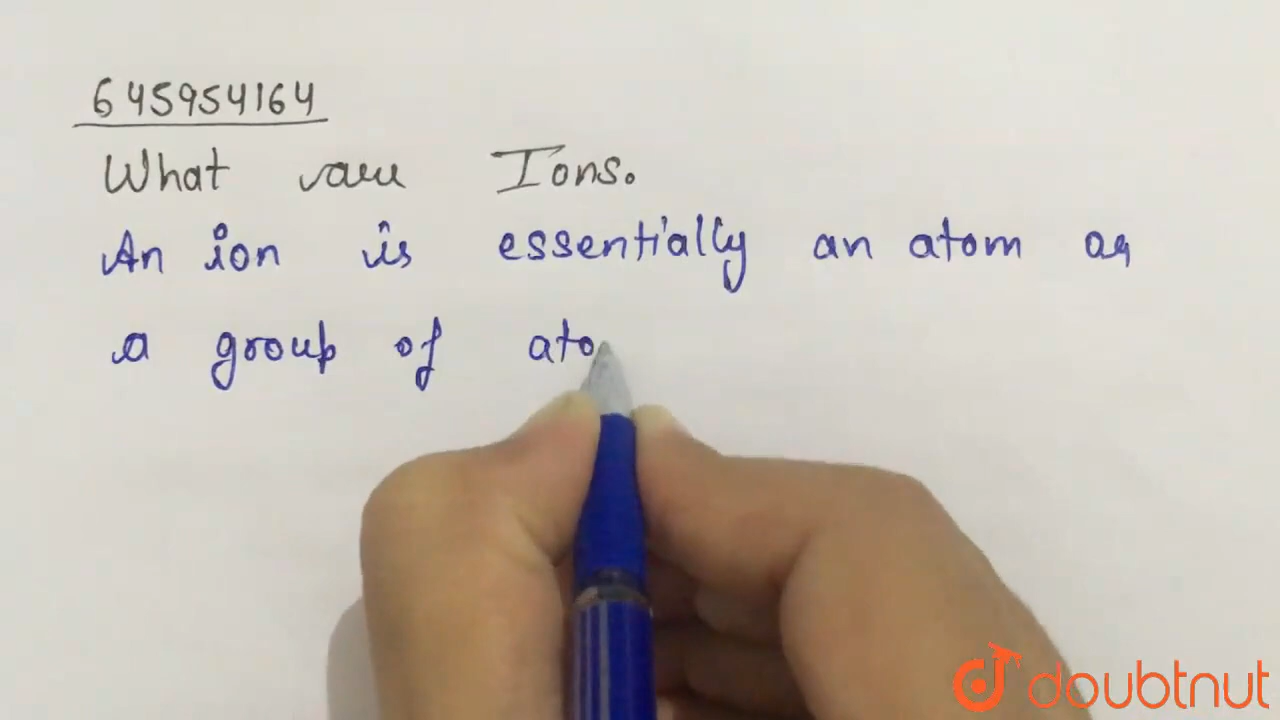 645954164
What are Ions.
An ion is essentially an atom or
a group of ato
doubtnut